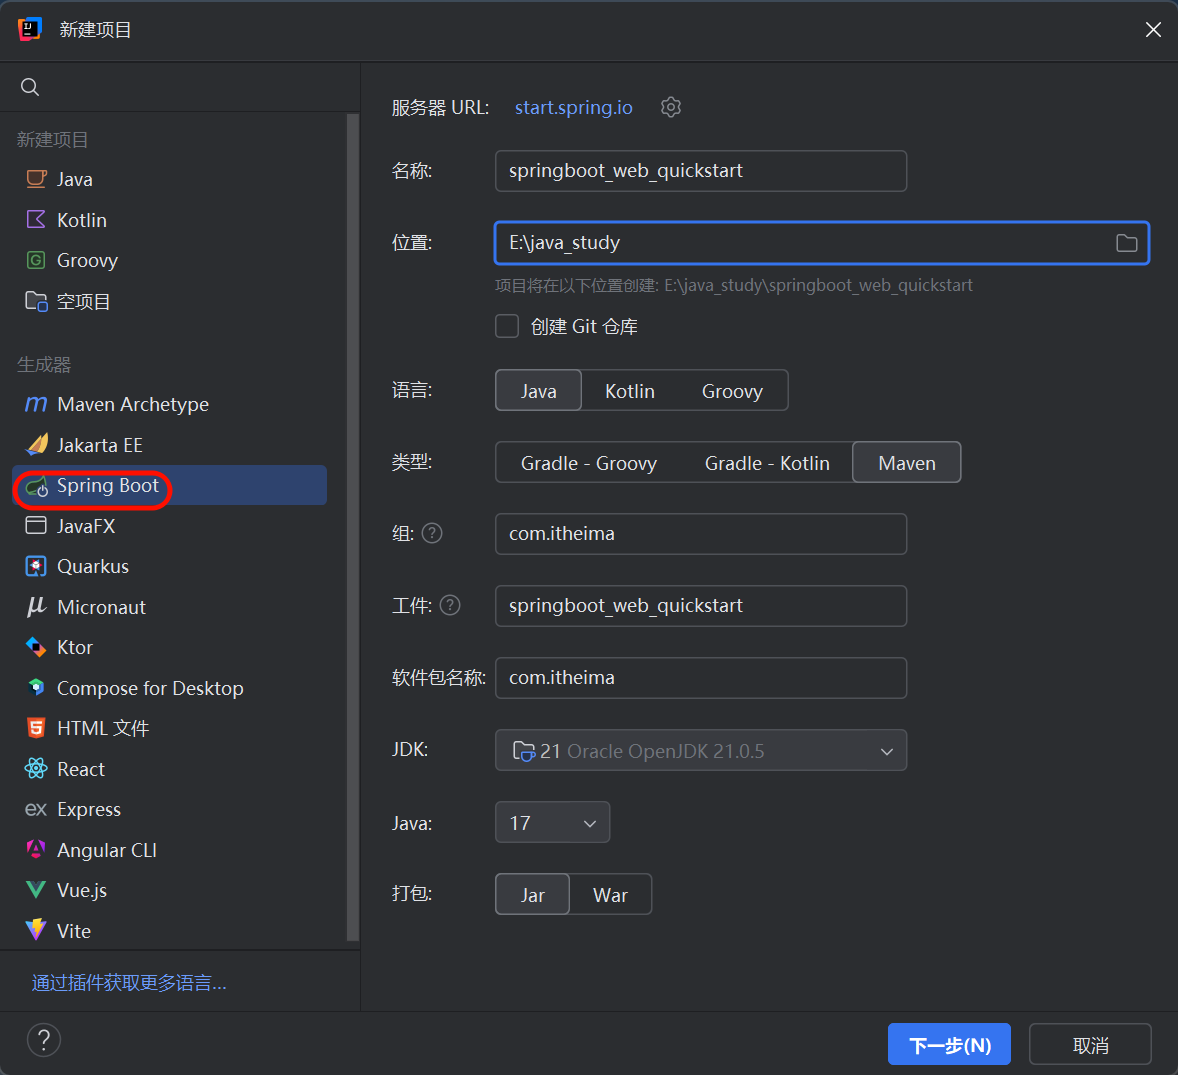 新建项目
新建项目
Java
Kotlin
Groovy
空项目
生成器
Maven Archetype
Jakarta EE
Spring Boot
JavaFX
Quarkus
Micronaut
Ktor
Compose for Desktop
HTML 文件
React
Express
Angular CLI
Vue.js
Vite
通过插件获取更多语言...
服务器 URL: start.spring.io
名称: springboot_web_quickstart
位置: E:\java_study
项目将在以下位置创建: E:\java_study\springboot_web_quickstart
创建 Git 仓库
语言: Java Kotlin Groovy
类型: Gradle - Groovy Gradle - Kotlin Maven
组: ? com.itheima
工件: ? springboot_web_quickstart
软件包名称: com.itheima
JDK: 21 Oracle OpenJDK 21.0.5
Java: 17
打包: Jar War
? 下一步(N) 取消